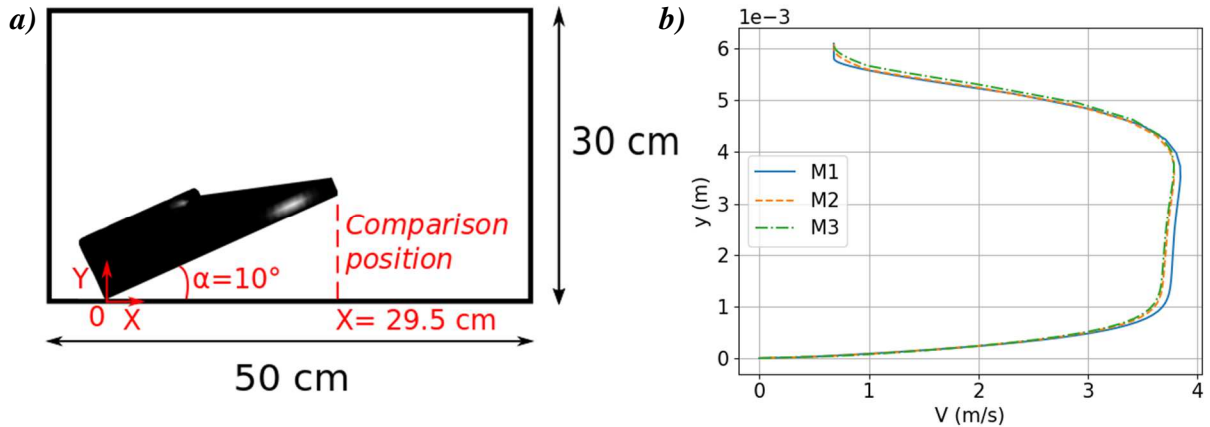 a)
30 cm
Comparison
position
Y
α=10°
0
X
X= 29.5 cm
50 cm
b)
1e−3
6
5
4
3
2
1
0
y (m)
M1
M2
M3
0
1
2
3
4
V (m/s)